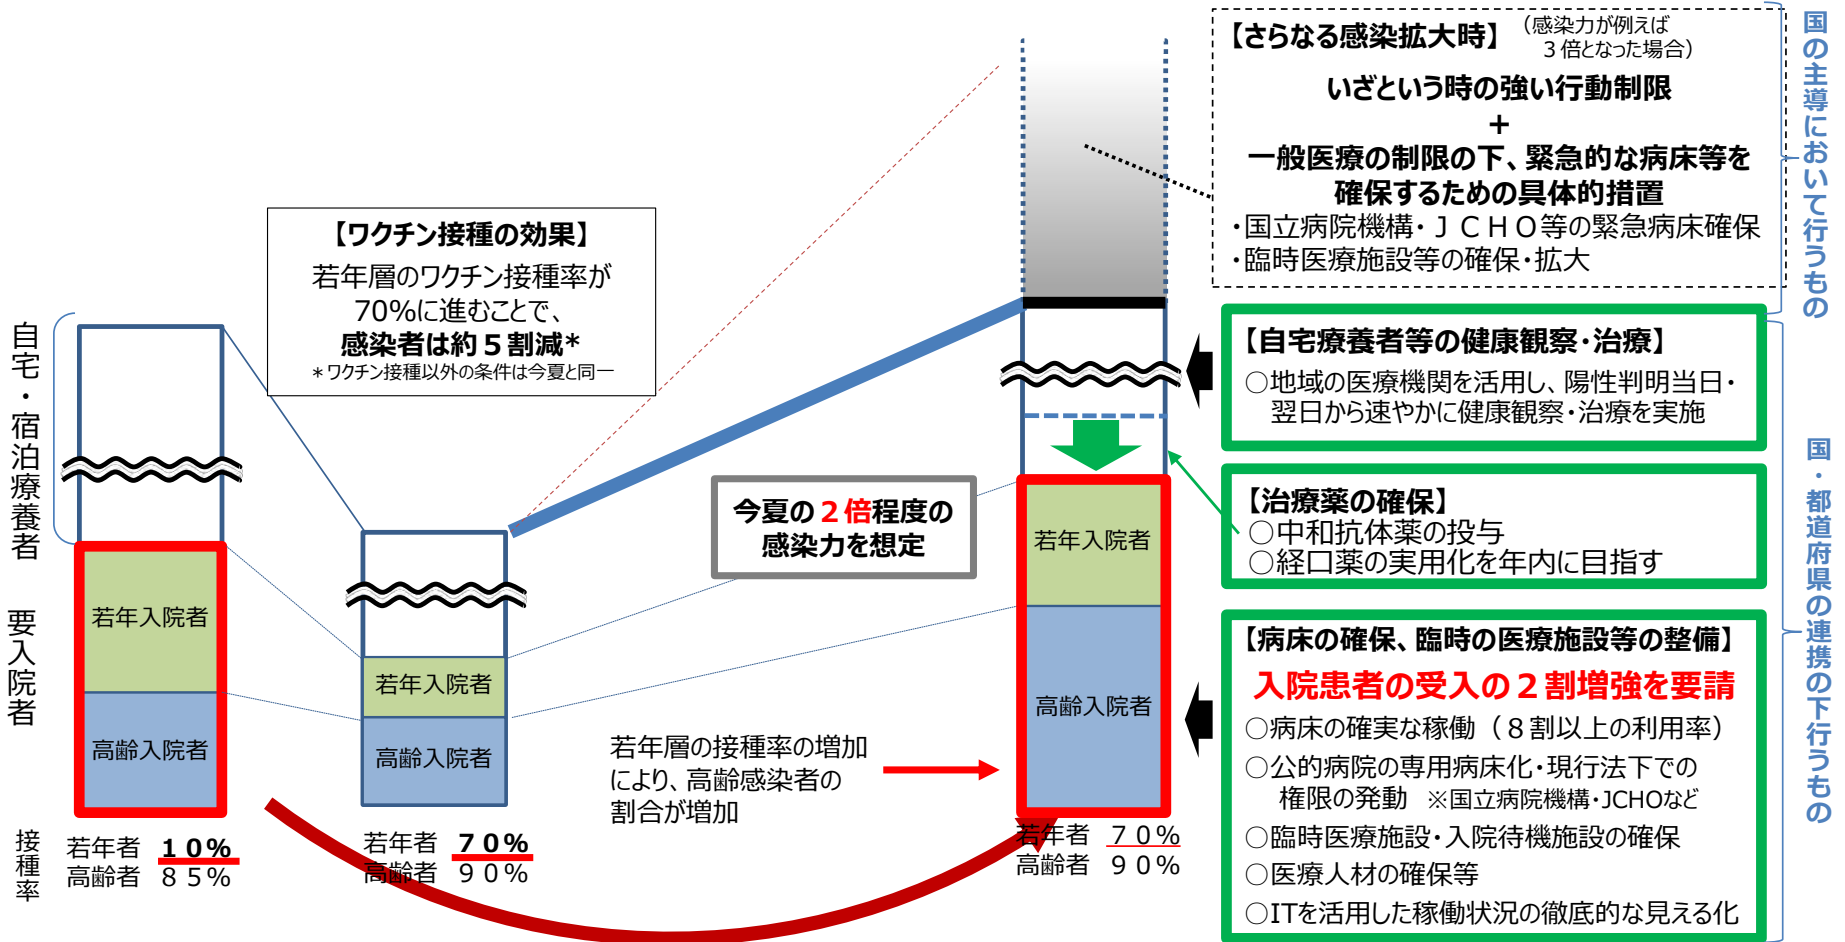 【さらなる感染拡大時】
(感染力が例えば
３倍となった場合)
いざという時の強い行動制限
+
一般医療の制限の下、緊急的な病床等を
確保するための具体的措置
・国立病院機構・ＪＣＨＯ等の緊急病床確保
・臨時医療施設等の確保・拡大
国の主導において行うもの
【ワクチン接種の効果】
若年層のワクチン接種率が
70%に進むことで、
感染者は約５割減*
＊ワクチン接種以外の条件は今夏と同一
自宅・宿泊療養者
要入院者
若年入院者
高齢入院者
接種率
若年者 １０%
高齢者 ８５%
若年入院者
高齢入院者
若年者 ７０%
高齢者 ９０%
今夏の２倍程度の
感染力を想定
若年層の接種率の増加
により、高齢感染者の
割合が増加
若年入院者
高齢入院者
若年者 ７０%
高齢者 ９０%
【自宅療養者等の健康観察・治療】
○地域の医療機関を活用し、陽性判明当日・
翌日から速やかに健康観察・治療を実施
【治療薬の確保】
○中和抗体薬の投与
○経口薬の実用化を年内に目指す
【病床の確保、臨時の医療施設等の整備】
入院患者の受入の２割増強を要請
○病床の確実な稼働（８割以上の利用率）
○公的病院の専用病床化・現行法下での
権限の発動 ※国立病院機構・JCHOなど
○臨時医療施設・入院待機施設の確保
○医療人材の確保等
○ITを活用した稼働状況の徹底的な見える化
国・都道府県の連携の下行うもの